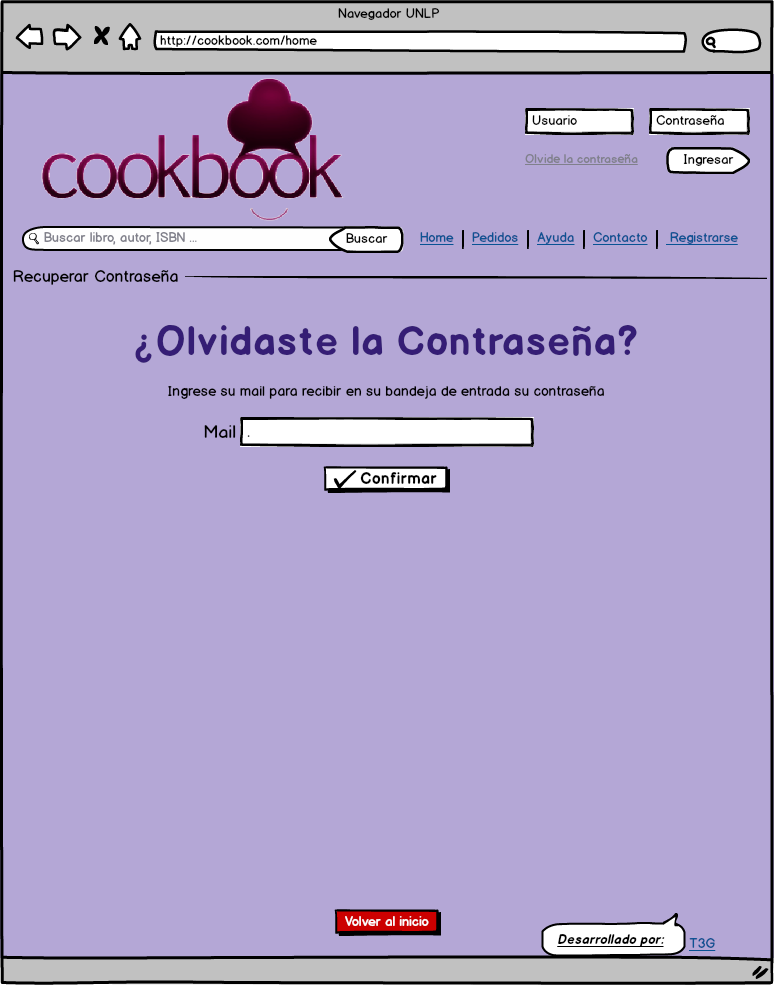 Navegador UNLP
http://cookbook.com/home
cookbook
Usuario
Contraseña
Olvide la contraseña
Ingresar
Buscar libro, autor, ISBN ...
Buscar
Home
Pedidos
Ayuda
Contacto
Registrarse
Recuperar Contraseña
¿Olvidaste la Contraseña?
Ingrese su mail para recibir en su bandeja de entrada su contraseña
Mail
.
Confirmar
Volver al inicio
Desarrollado por:
T3G